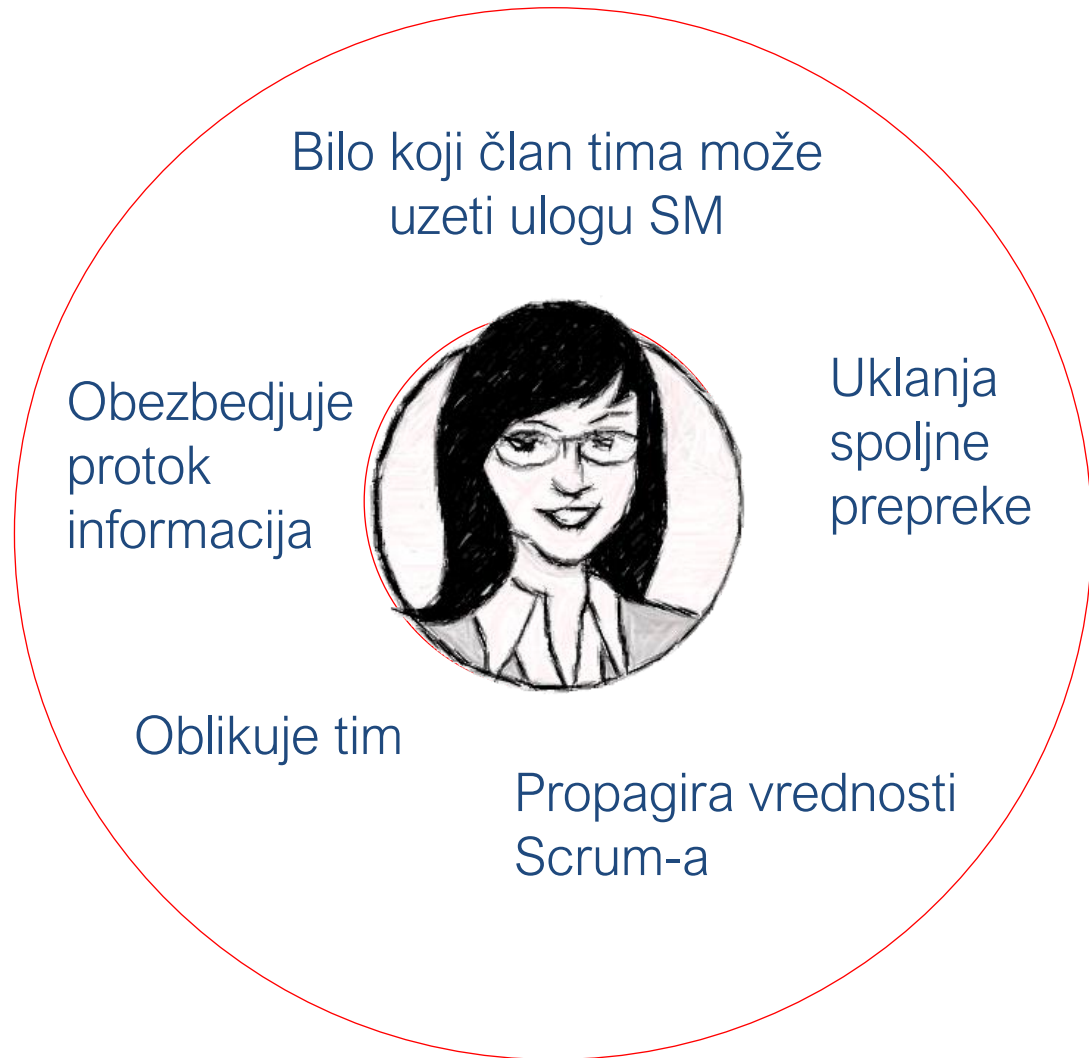 Bilo koji član tima može
uzeti ulogu SM
Obezbedjuje
protok
informacija
Uklanja
spoljne
prepreke
Oblikuje tim
Propagira vrednosti
Scrum-a